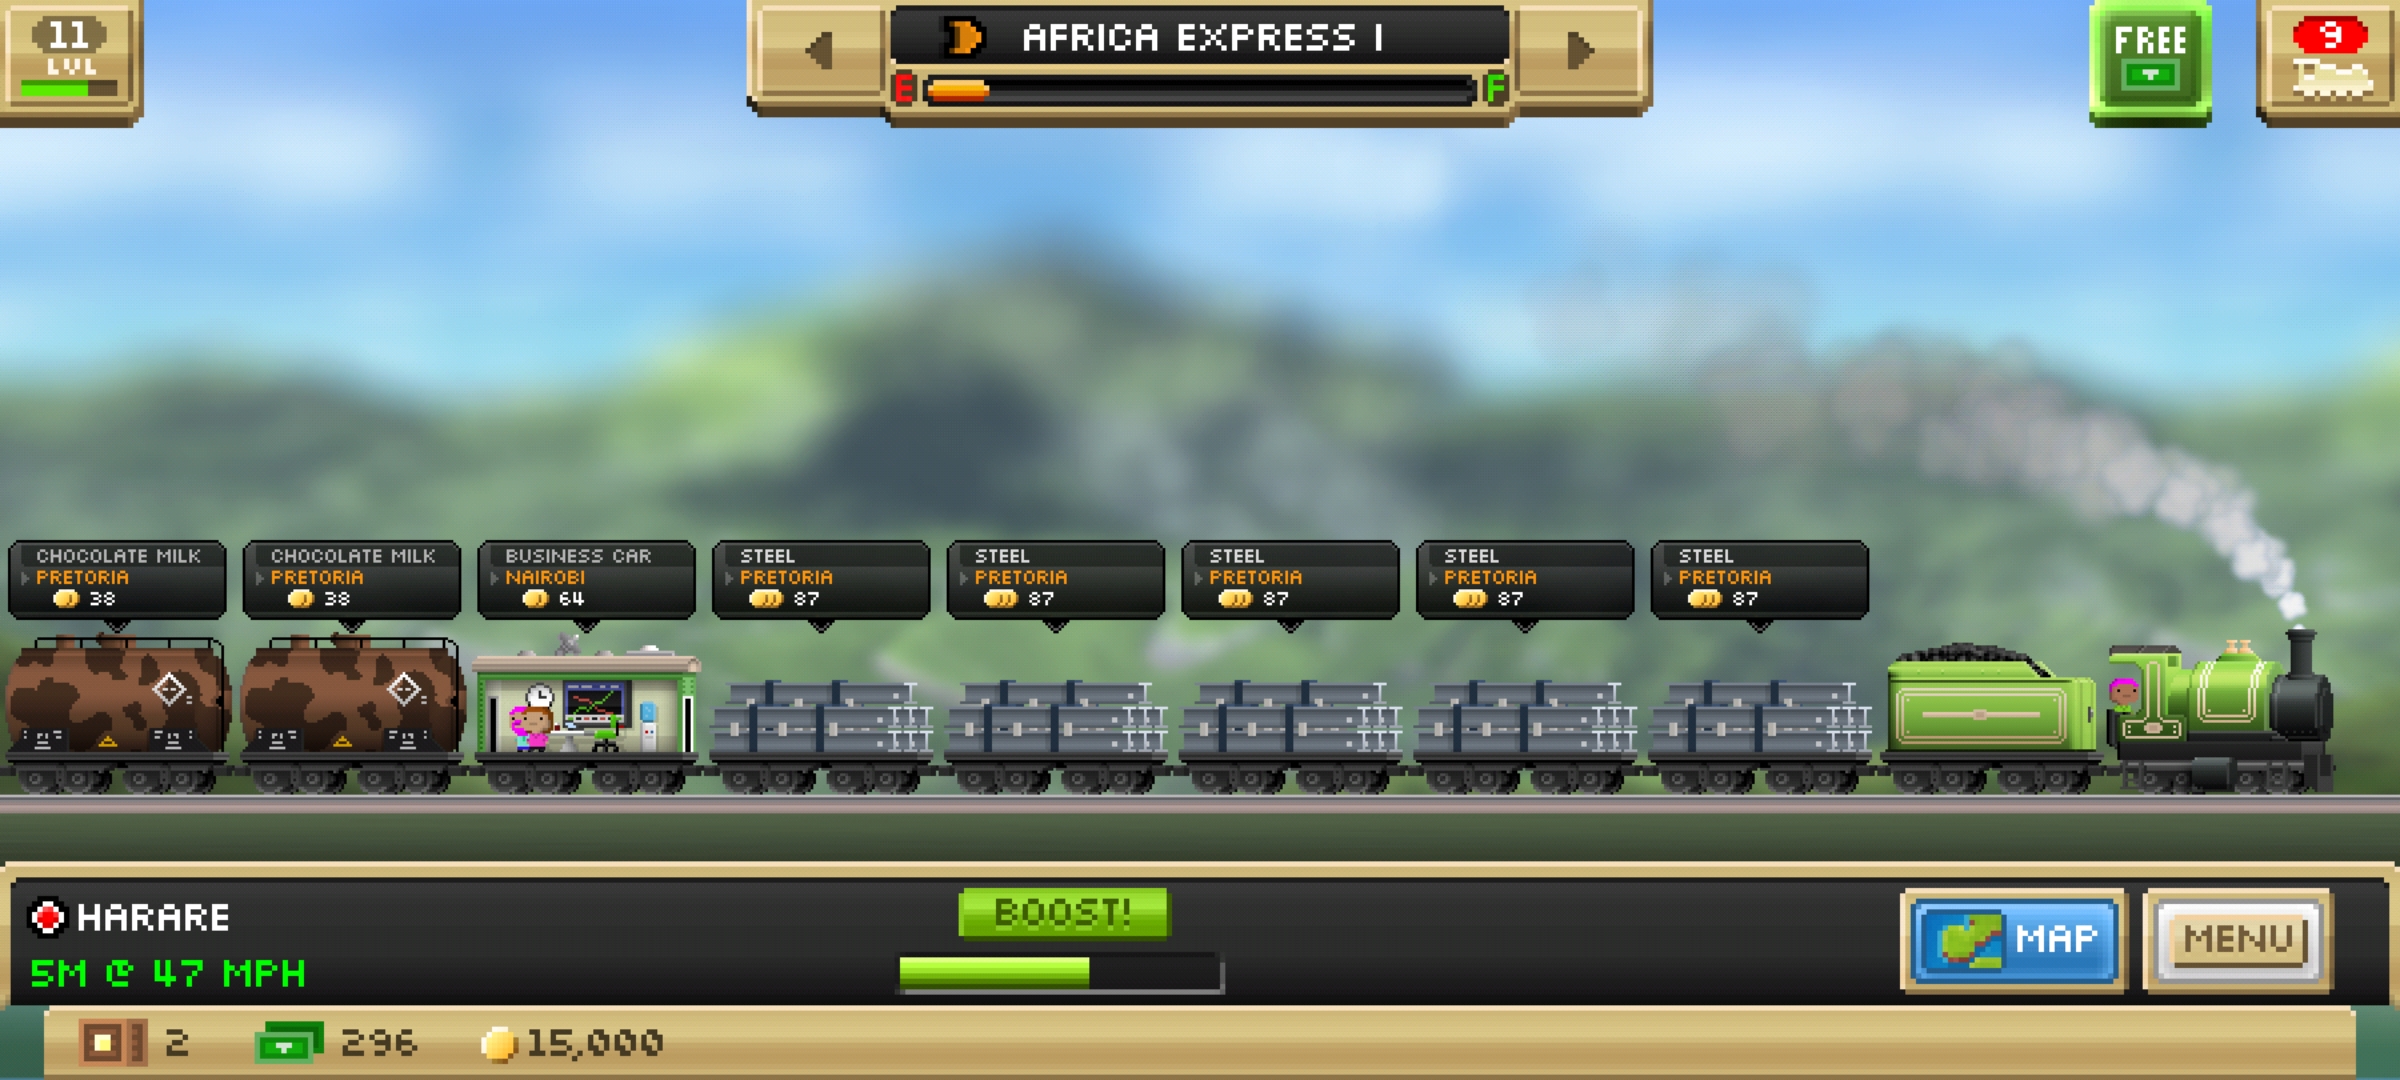 11
LVL
AFRICA EXPRESS I
E
F
FREE
9
CHOCOLATE MILK
PRETORIA
38
CHOCOLATE MILK
PRETORIA
38
BUSINESS CAR
NAIROBI
64
STEEL
PRETORIA
87
STEEL
PRETORIA
87
STEEL
PRETORIA
87
STEEL
PRETORIA
87
STEEL
PRETORIA
87
HARARE
5M @ 47 MPH
BOOST!
MAP
MENU
2
296
15,000